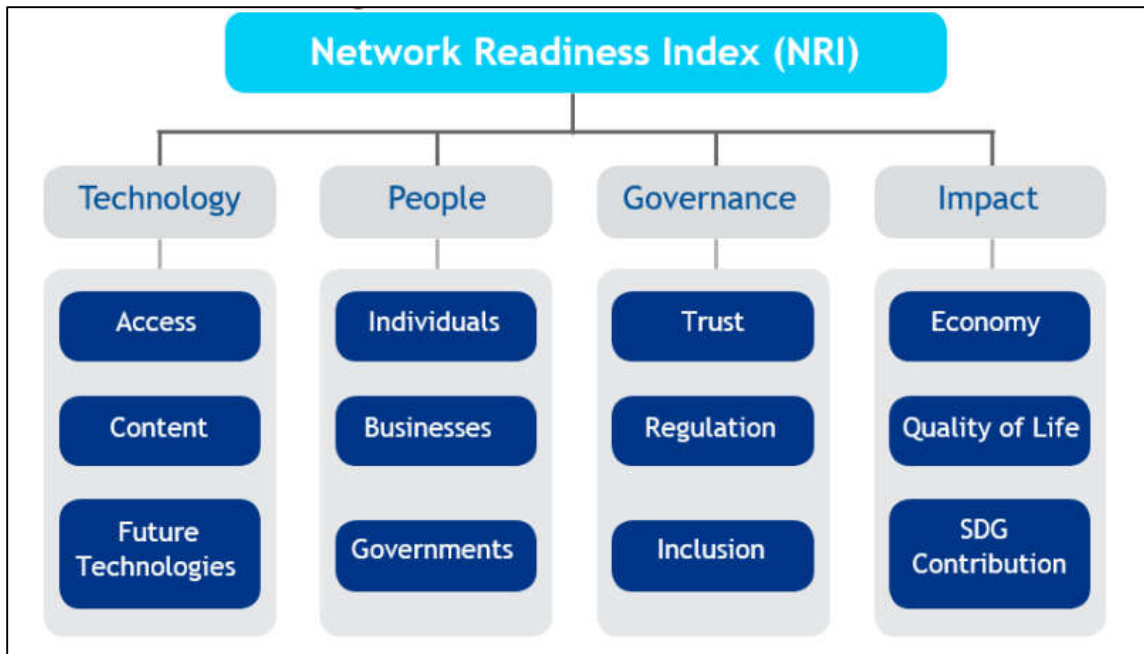 Network Readiness Index (NRI)
Technology
People
Governance
Impact
Access
Individuals
Trust
Economy
Content
Businesses
Regulation
Quality of Life
Future
Technologies
Governments
Inclusion
SDG
Contribution